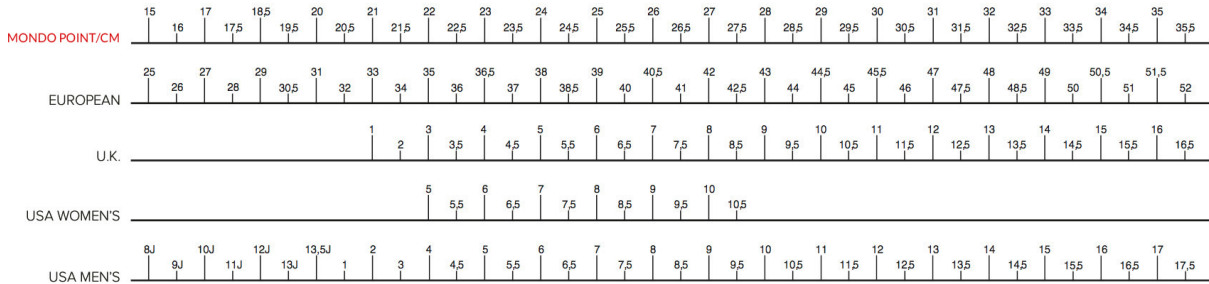 15 17 18,5 20 21 22 23 24 25 26 27 28 29 30 31 32 33 34 35
MONDO POINT/CM 16 17,5 19,5 20,5 21,5 22,5 23,5 24,5 25,5 26,5 27,5 28,5 29,5 30,5 31,5 32,5 33,5 34,5 35,5
25 27 29 31 33 35 36,5 38 39 40,5 42 43 44,5 45,5 47 48 49 50,5 51,5
EUROPEAN 26 28 30,5 32 34 36 37 38,5 40 41 42,5 44 45 46 47,5 48,5 50 51 52
1 3 4 5 6 7 8 9 10 11 12 13 14 15 16
U.K. 2 3,5 4,5 5,5 6,5 7,5 8,5 9,5 10,5 11,5 12,5 13,5 14,5 15,5 16,5
5 6 7 8 9 10
USA WOMEN'S 5,5 6,5 7,5 8,5 9,5 10,5
8J 10J 12J 13,5J 2 4 5 6 7 8 9 10 11 12 13 14 15 16 17
USA MEN'S 9J 11J 13J 1 3 4,5 5,5 6,5 7,5 8,5 9,5 10,5 11,5 12,5 13,5 14,5 15,5 16,5 17,5